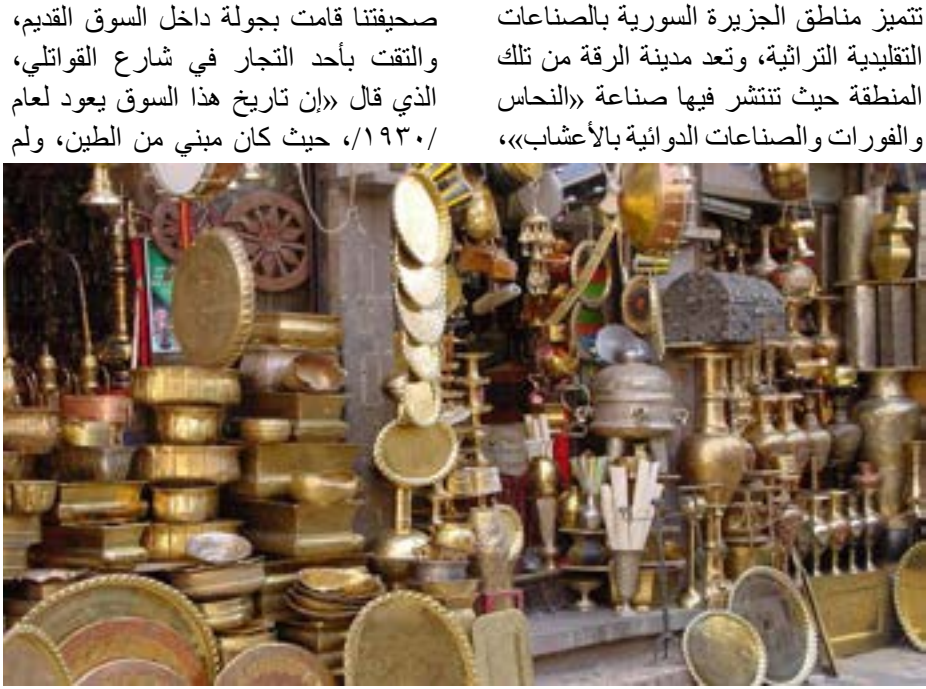 تتميز مناطق الجزيرة السورية بالصناعات
التقليدية التراثية، وتعد مدينة الرقة من تلك
المنطقة حيث تنتشر فيها صناعة «النحاس
والفورات والصناعات الدوائية بالأعشاب»،
صحيفتنا قامت بجولة داخل السوق القديم،
والتقت بأحد التجار في شارع القواتلي،
الذي قال «إن تاريخ هذا السوق يعود لعام
/١٩٣٠/، حيث كان مبني من الطين، ولم